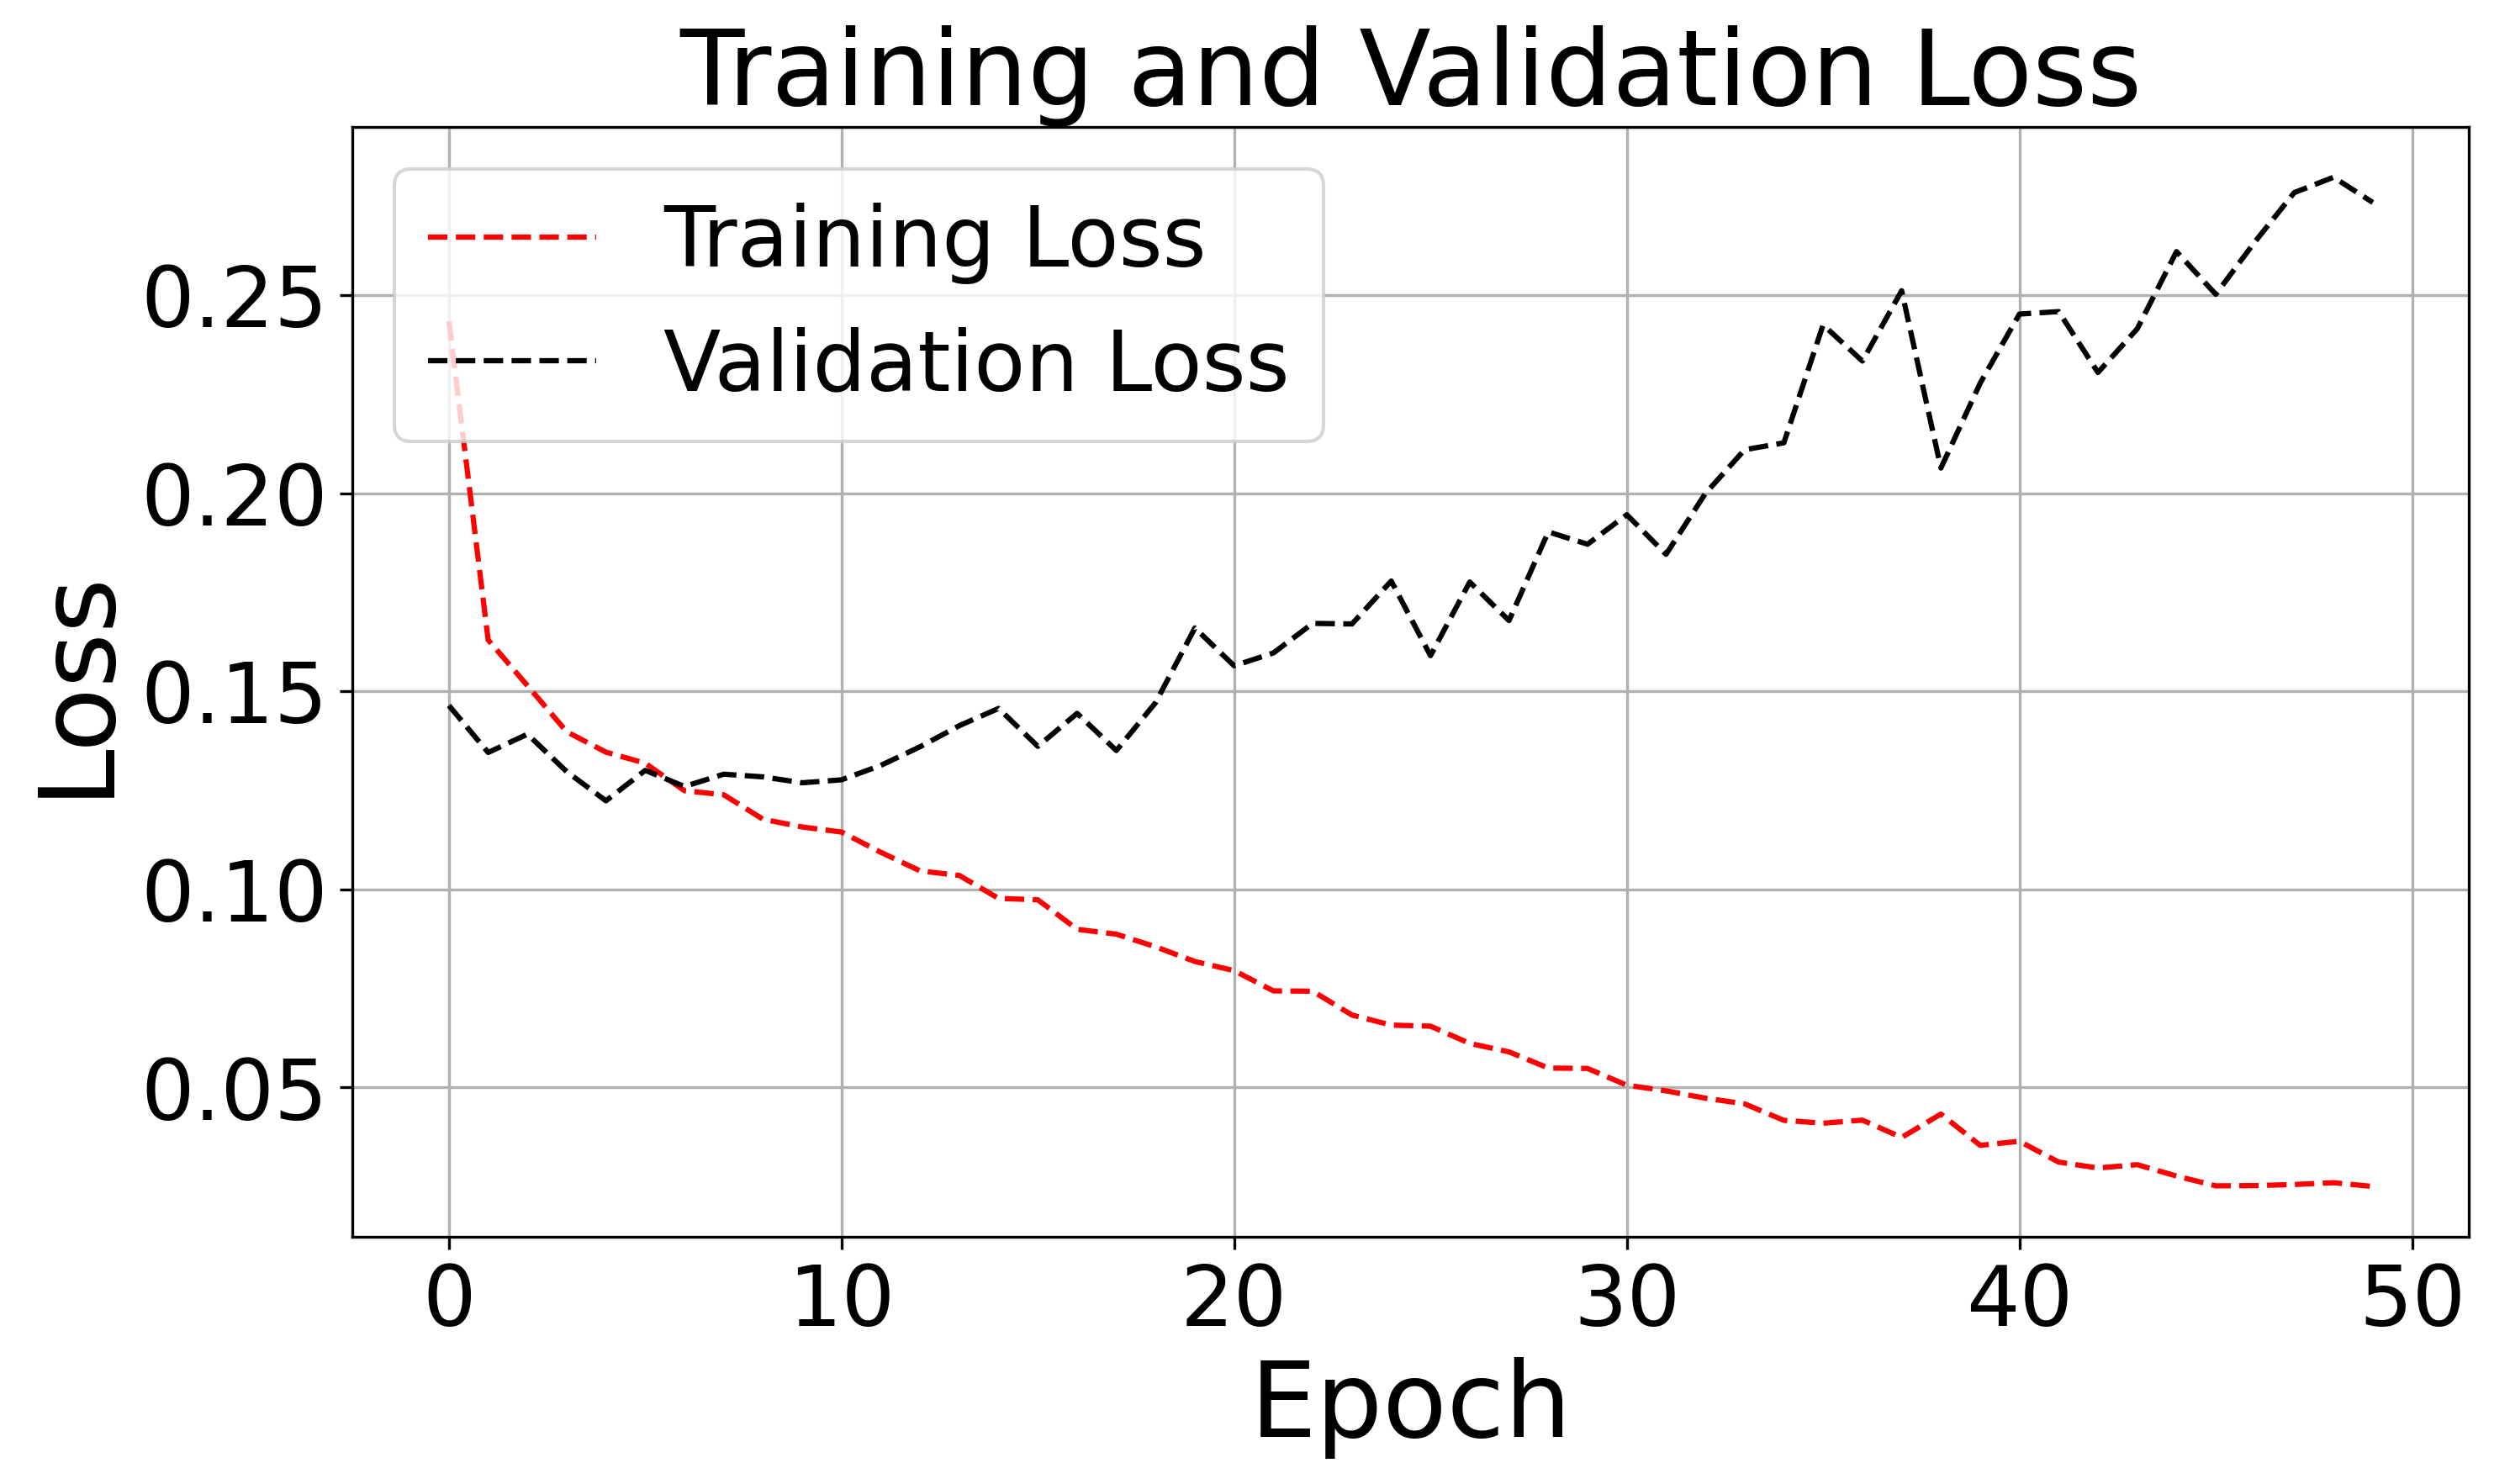 Training and Validation Loss
Training Loss
Validation Loss
0.25
0.20
0.15
0.10
0.05
Loss
0 10 20 30 40 50
Epoch